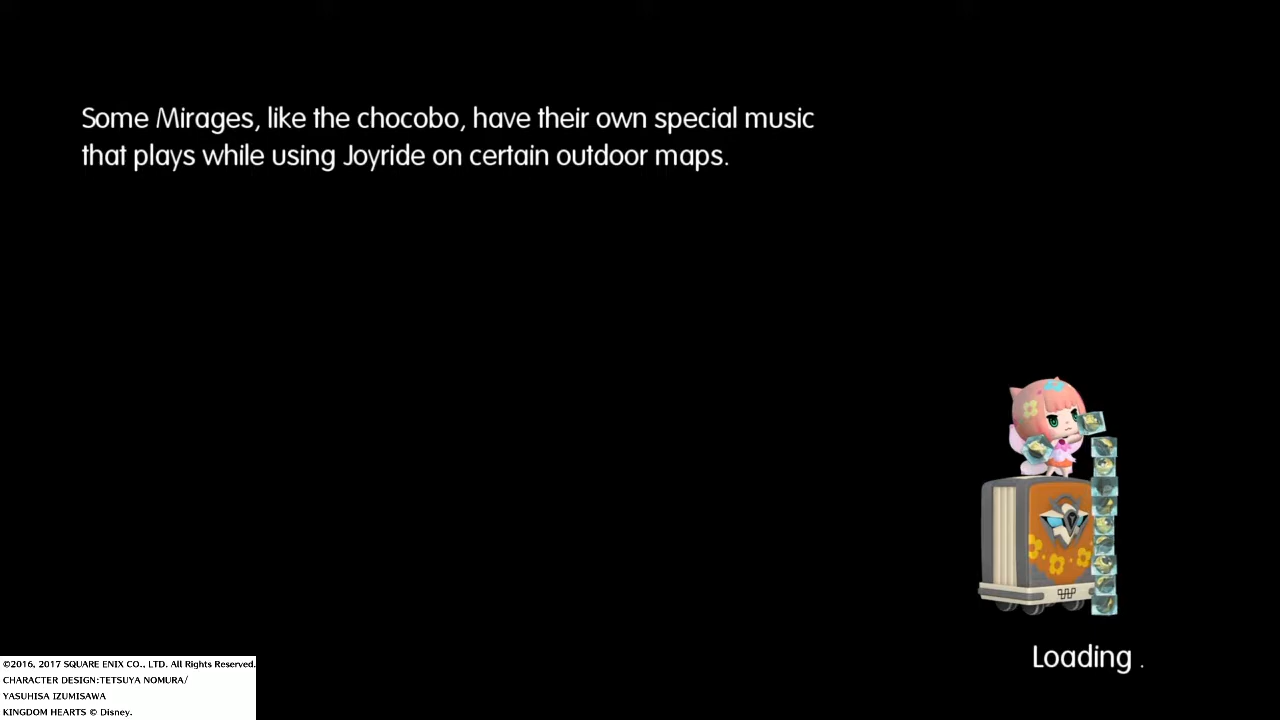 Some Mirages, like the chocobo, have their own special music
that plays while using Joyride on certain outdoor maps.
Loading .
©2016, 2017 SQUARE ENIX CO., LTD. All Rights Reserved.
CHARACTER DESIGN:TETSUYA NOMURA/
YASUHISA IZUMISAWA
KINGDOM HEARTS © Disney.